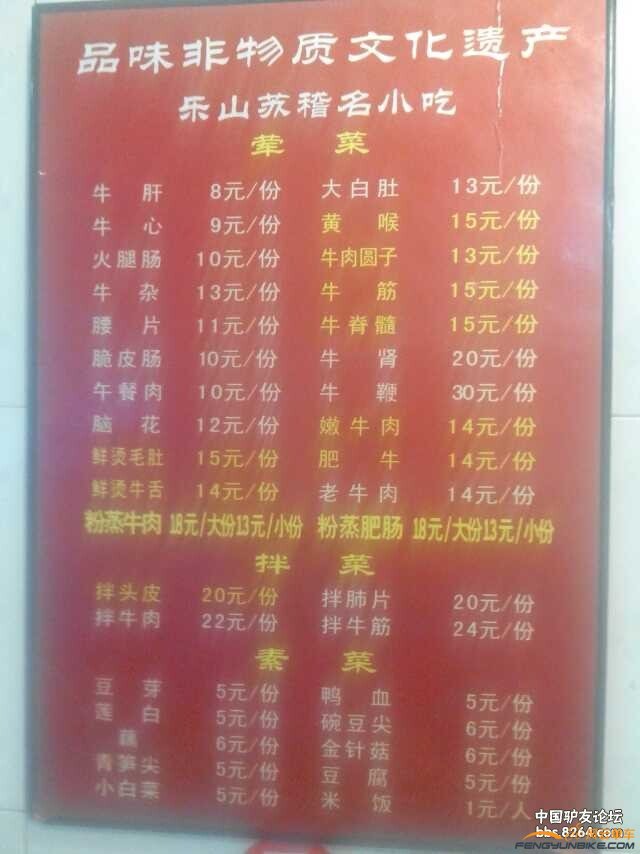 品味非物质文化遗产
乐山苏稽名小吃
荤菜
牛肝 8元/份 大白肚 13元/份
牛心 9元/份 黄喉 15元/份
火腿肠 10元/份 牛肉圆子 13元/份
牛杂 13元/份 牛筋 15元/份
腰片 11元/份 牛脊髓 15元/份
脆皮肠 10元/份 牛肾 20元/份
午餐肉 10元/份 牛鞭 30元/份
脑花 12元/份 嫩牛肉 14元/份
鲜烫毛肚 15元/份 肥牛 14元/份
鲜烫牛舌 14元/份 老牛肉 14元/份
粉蒸牛肉 18元/大份13元/小份 粉蒸肥肠 18元/大份13元/小份
拌菜
拌头皮 20元/份 拌肺片 20元/份
拌牛肉 22元/份 拌牛筋 24元/份
素菜
豆芽 5元/份 鸭血 5元/份
莲白 5元/份 碗豆尖 6元/份
藕 6元/份 金针菇 6元/份
青笋尖 5元/份 豆腐 5元/份
小白菜 5元/份 米饭 1元/人
中国驴友论坛
bbs.8264.com
FENGYUNBIKE.COM